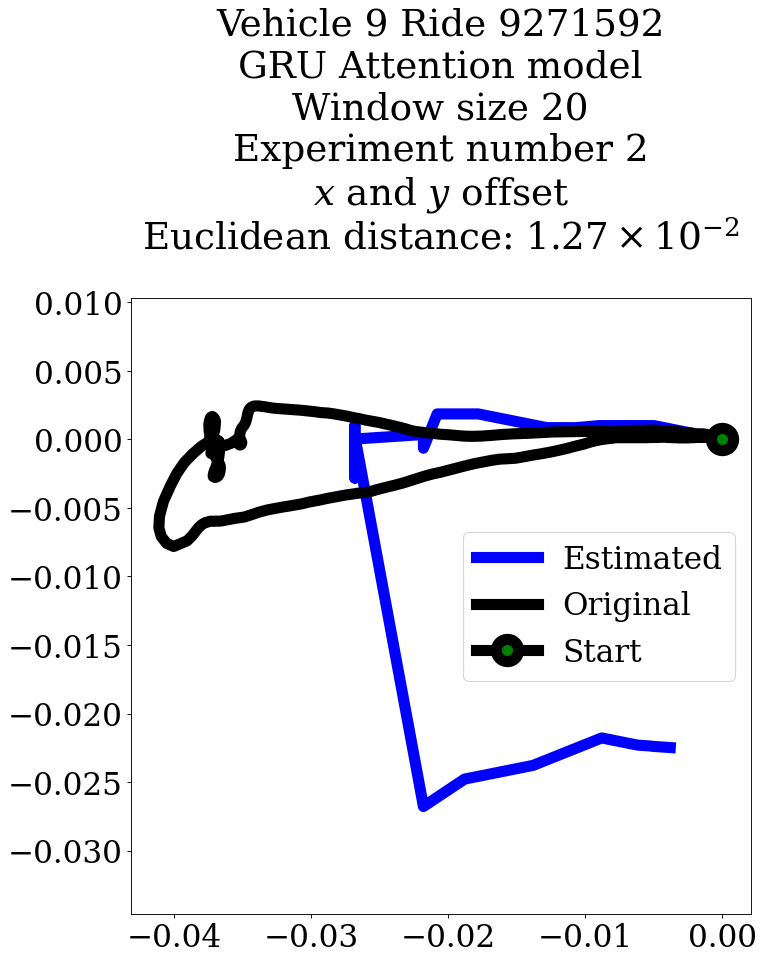 Vehicle 9 Ride 9271592
GRU Attention model
Window size 20
Experiment number 2
x and y offset
Euclidean distance: 1.27 × 10⁻²
0.010
0.005
0.000
−0.005
−0.010
−0.015
−0.020
−0.025
−0.030
Estimated
Original
Start
−0.04 −0.03 −0.02 −0.01 0.00